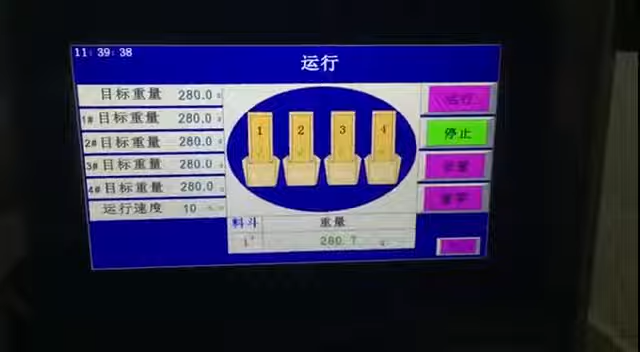 11:39:38
运行
目标重量 280.0 g
1# 目标重量 280.0 g
2# 目标重量 280.0 g
3# 目标重量 280.0 g
4# 目标重量 280.0 g
运行速度 10
1 2 3 4
料斗 重量
1# 280.7 g
运行
停止